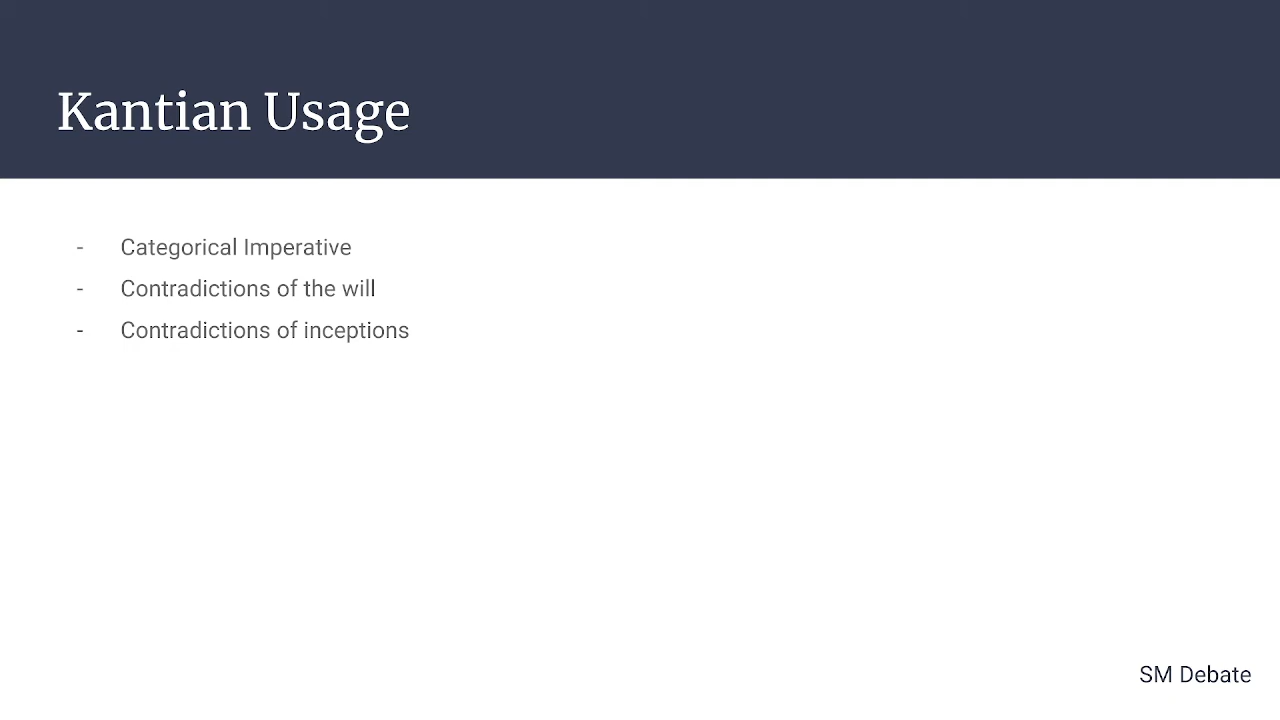 Kantian Usage
- Categorical Imperative
- Contradictions of the will
- Contradictions of inceptions
SM Debate